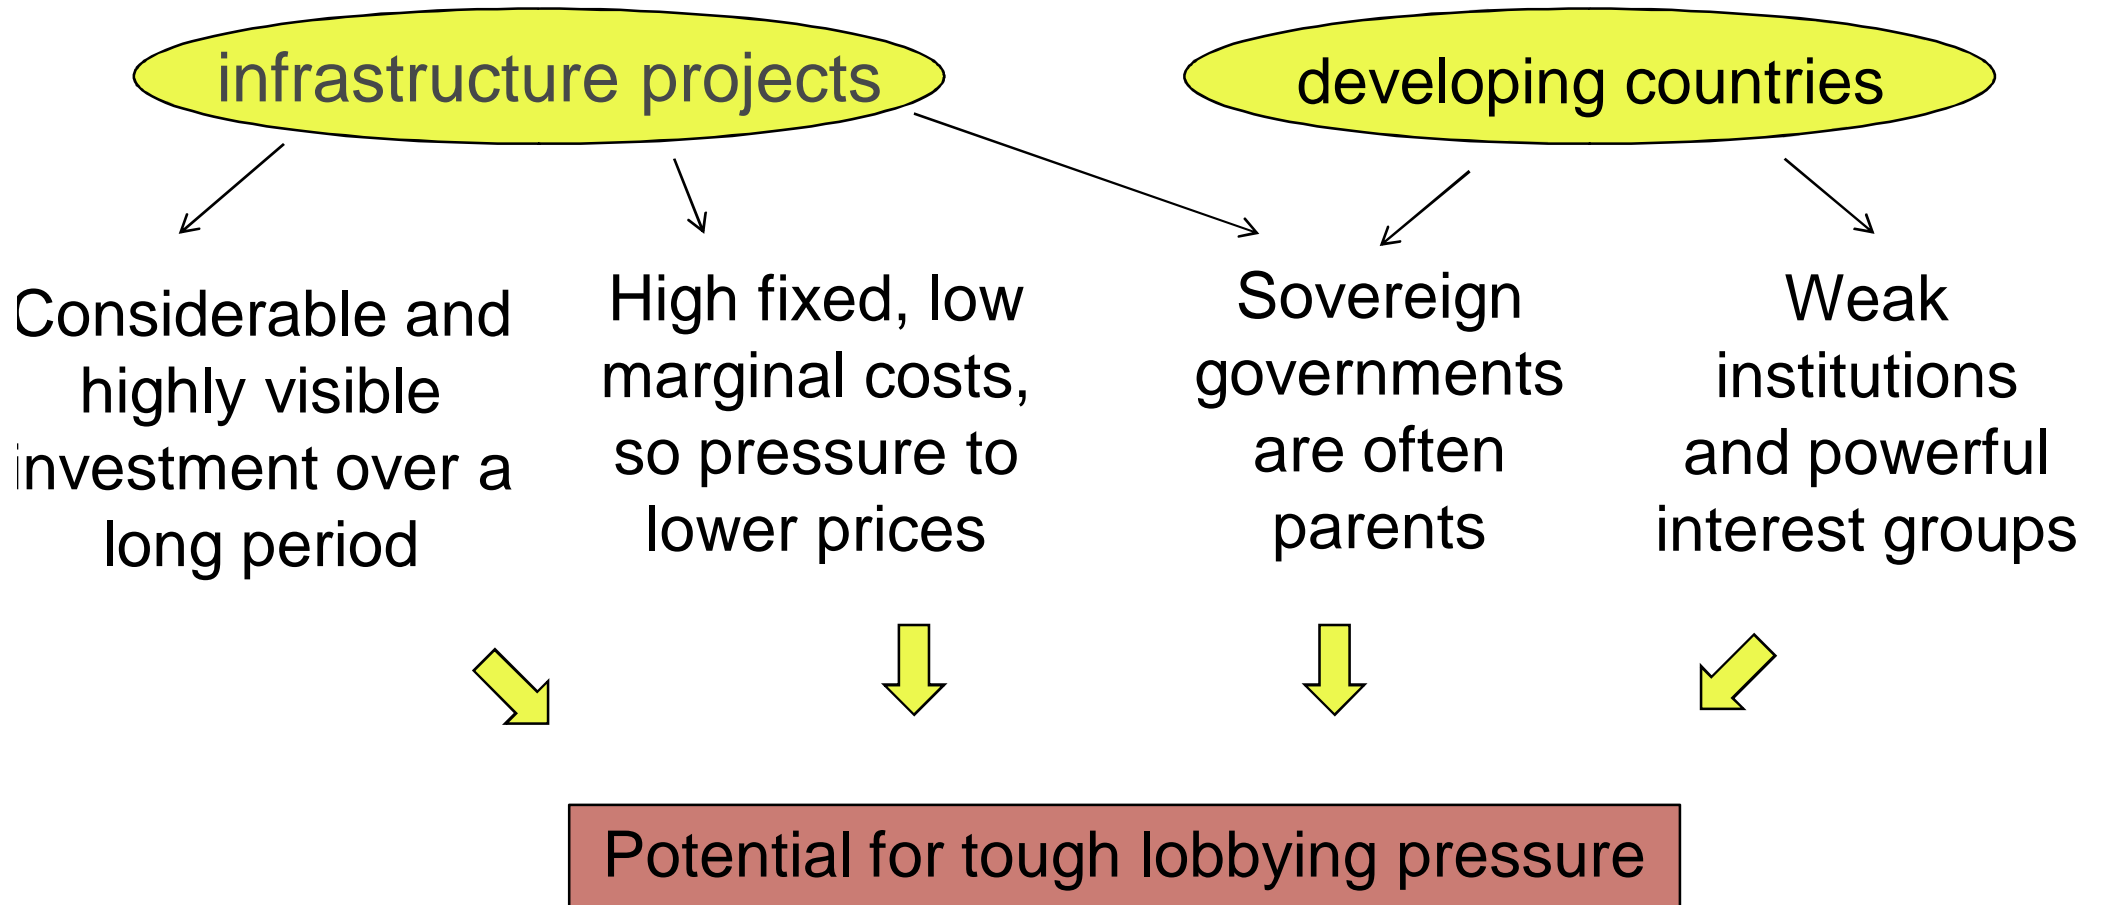 infrastructure projects
developing countries
Considerable and
highly visible
investment over a
long period
High fixed, low
marginal costs,
so pressure to
lower prices
Sovereign
governments
are often
parents
Weak
institutions
and powerful
interest groups
Potential for tough lobbying pressure